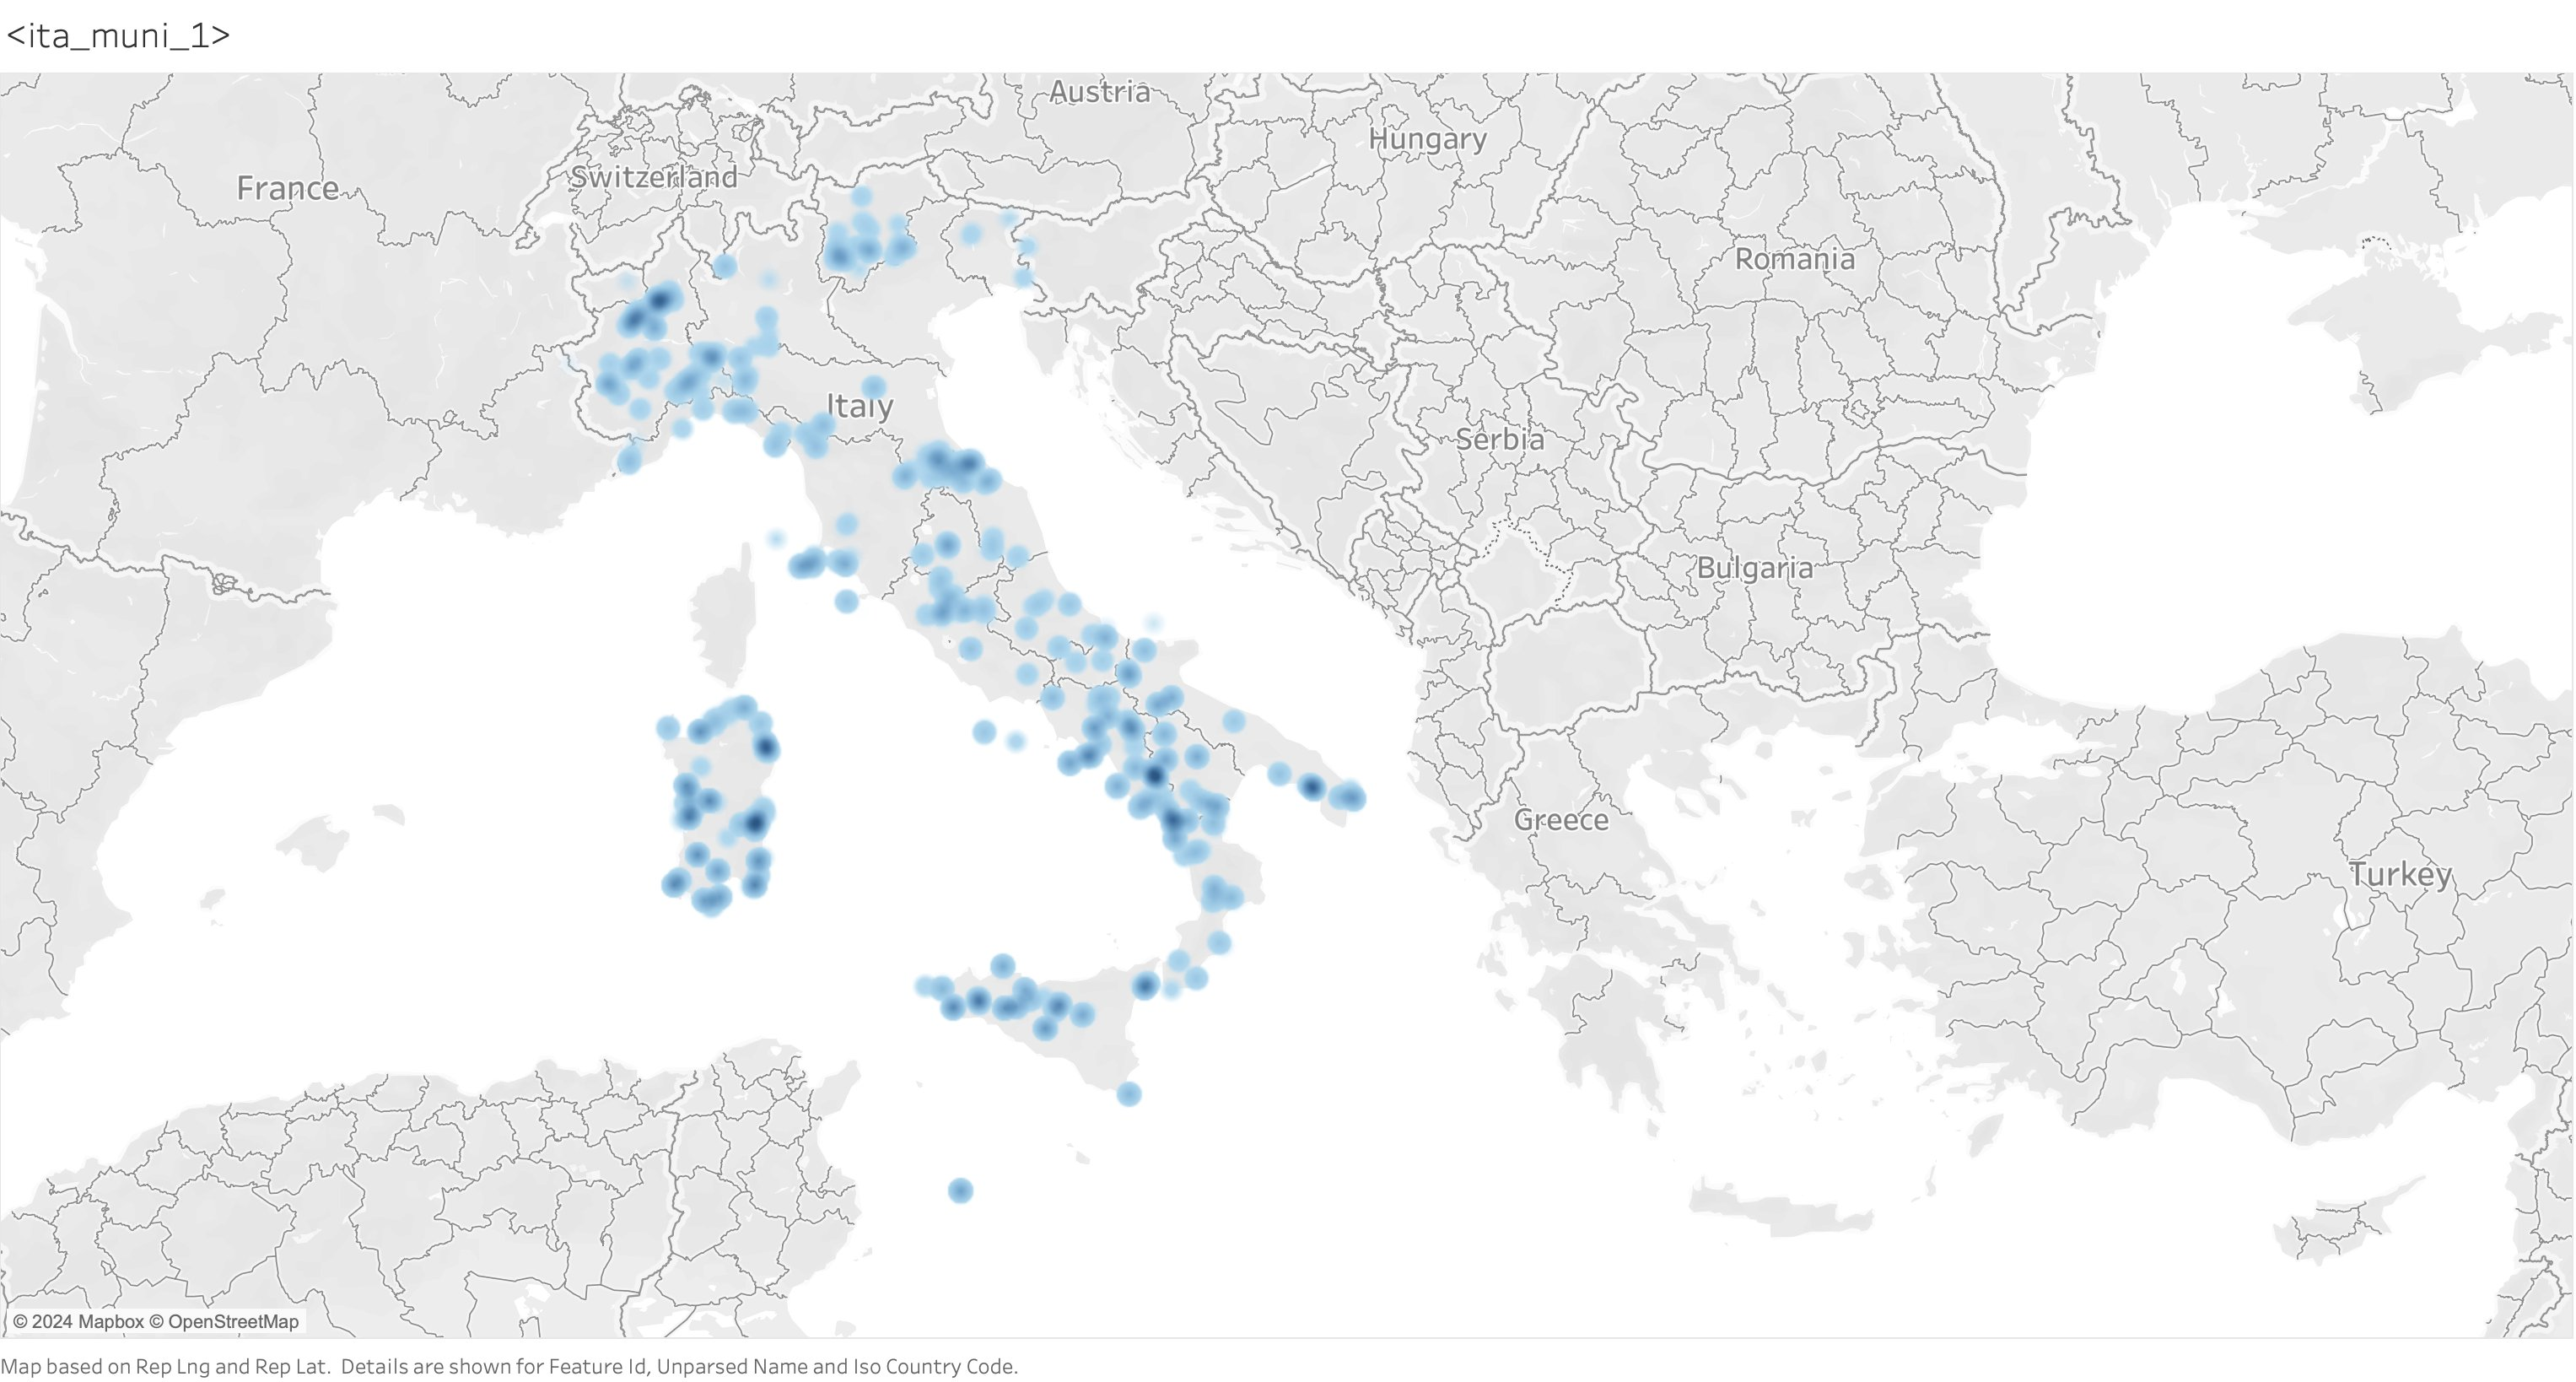 <ita_muni_1>
Austria
Hungary
Switzerland
France
Romania
Italy
Serbia
Bulgaria
Greece
Turkey
© 2024 Mapbox © OpenStreetMap
Map based on Rep Lng and Rep Lat. Details are shown for Feature Id, Unparsed Name and Iso Country Code.